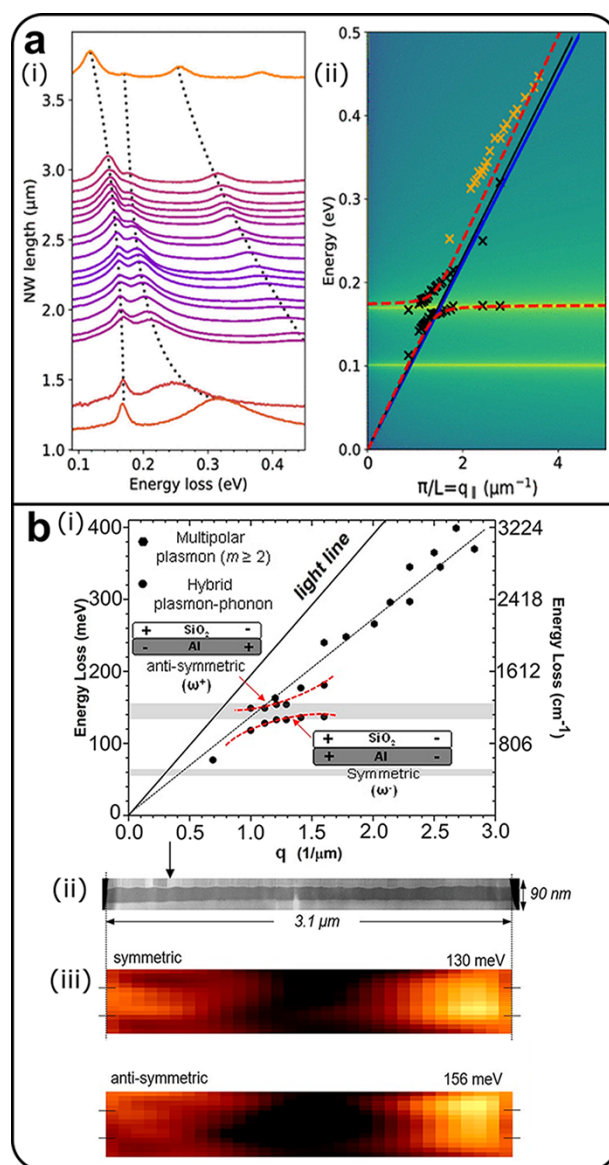 a
(i)
(ii)
NW length (μm)
3.5
3.0
2.5
2.0
1.5
1.0
0.1
0.2
0.3
0.4
Energy loss (eV)
Energy (eV)
0.5
0.4
0.3
0.2
0.1
0.0
0
2
4
π/L=q∥ (μm⁻¹)
b
(i)
Energy Loss (meV)
400
300
200
100
0
Multipolar
plasmon (m ≥ 2)
Hybrid
plasmon-phonon
light line
+ SiO₂ -
- Al +
anti-symmetric
(ω⁺)
+ SiO₂ -
+ Al -
Symmetric
(ω⁻)
3224
2418
1612
806
0
Energy Loss (cm⁻¹)
0.0
0.5
1.0
1.5
2.0
2.5
3.0
q (1/μm)
(ii)
90 nm
3.1 μm
(iii)
symmetric
130 meV
anti-symmetric
156 meV